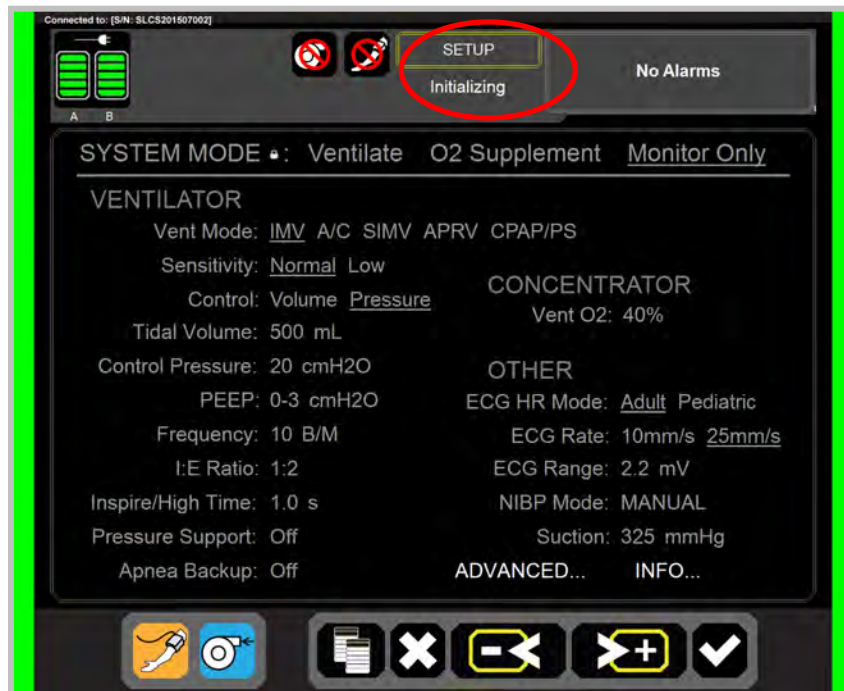 Connected to: [S/N: SLCS201507002]
SETUP
Initializing
No Alarms
A B
SYSTEM MODE : Ventilate O2 Supplement Monitor Only
VENTILATOR
Vent Mode: IMV A/C SIMV APRV CPAP/PS
Sensitivity: Normal Low
Control: Volume Pressure
Tidal Volume: 500 mL
Control Pressure: 20 cmH2O
PEEP: 0-3 cmH2O
Frequency: 10 B/M
I:E Ratio: 1:2
Inspire/High Time: 1.0 s
Pressure Support: Off
Apnea Backup: Off
CONCENTRATOR
Vent O2: 40%
OTHER
ECG HR Mode: Adult Pediatric
ECG Rate: 10mm/s 25mm/s
ECG Range: 2.2 mV
NIBP Mode: MANUAL
Suction: 325 mmHg
ADVANCED... INFO...